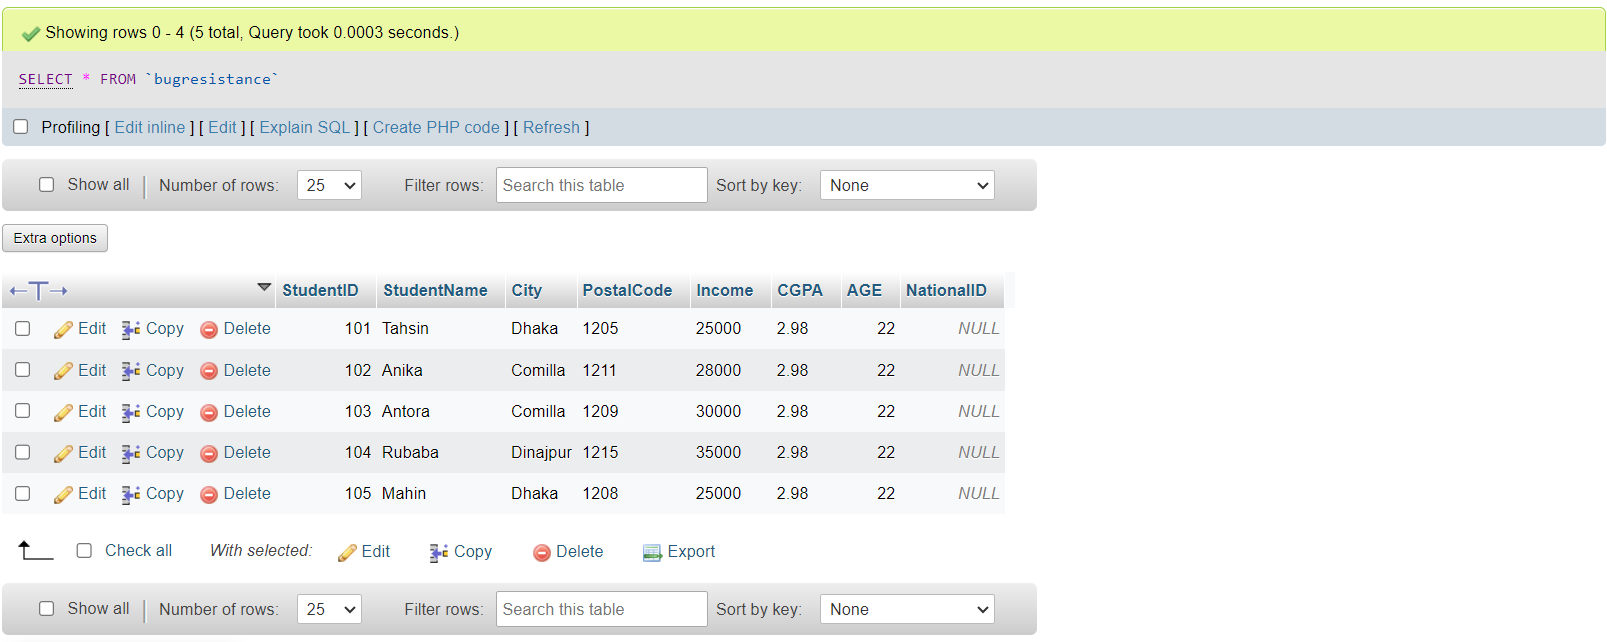 Showing rows 0 - 4 (5 total, Query took 0.0003 seconds.)
SELECT * FROM `bugresistance`
Profiling [ Edit inline ] [ Edit ] [ Explain SQL ] [ Create PHP code ] [ Refresh ]
Show all | Number of rows: 25 Filter rows: Search this table Sort by key: None
Extra options
←T→ StudentID StudentName City PostalCode Income CGPA AGE NationalID
Edit Copy Delete 101 Tahsin Dhaka 1205 25000 2.98 22 NULL
Edit Copy Delete 102 Anika Comilla 1211 28000 2.98 22 NULL
Edit Copy Delete 103 Antora Comilla 1209 30000 2.98 22 NULL
Edit Copy Delete 104 Rubaba Dinajpur 1215 35000 2.98 22 NULL
Edit Copy Delete 105 Mahin Dhaka 1208 25000 2.98 22 NULL
Check all With selected: Edit Copy Delete Export
Show all | Number of rows: 25 Filter rows: Search this table Sort by key: None